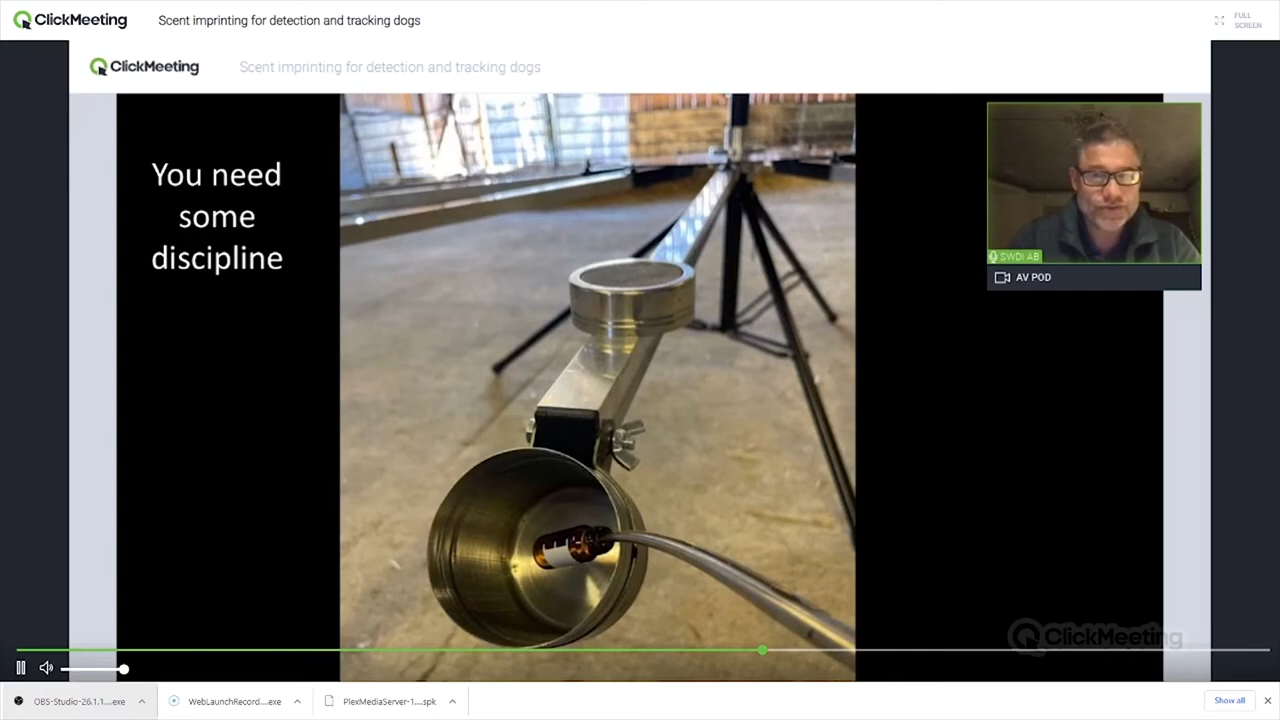 ClickMeeting Scent imprinting for detection and tracking dogs
FULL
SCREEN
ClickMeeting Scent imprinting for detection and tracking dogs
You need
some
discipline
SWDI AB
AV POD
ClickMeeting
OBS-Studio-26.1.1....exe
WebLaunchRecord....exe
PlexMediaServer-1....spk
Show all